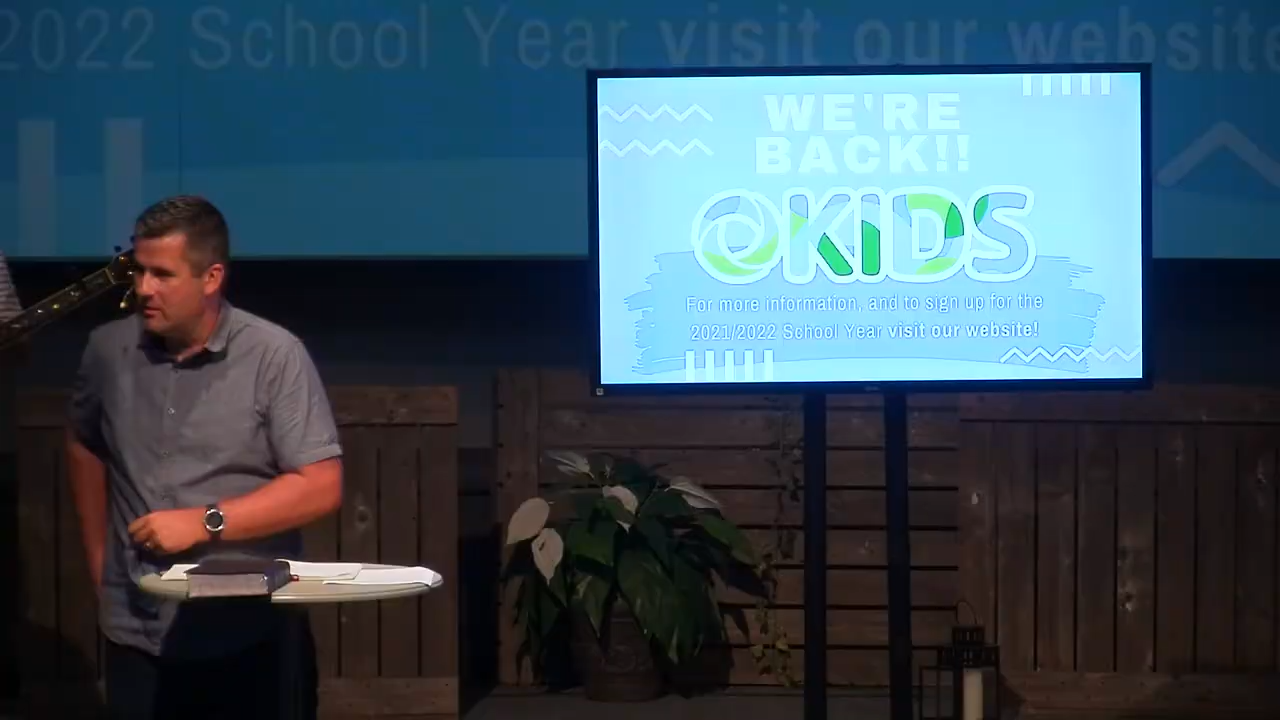 2022 School Year visit our website
WE'RE
BACK!!
OKIDS
For more information, and to sign up for the
2021/2022 School Year visit our website!